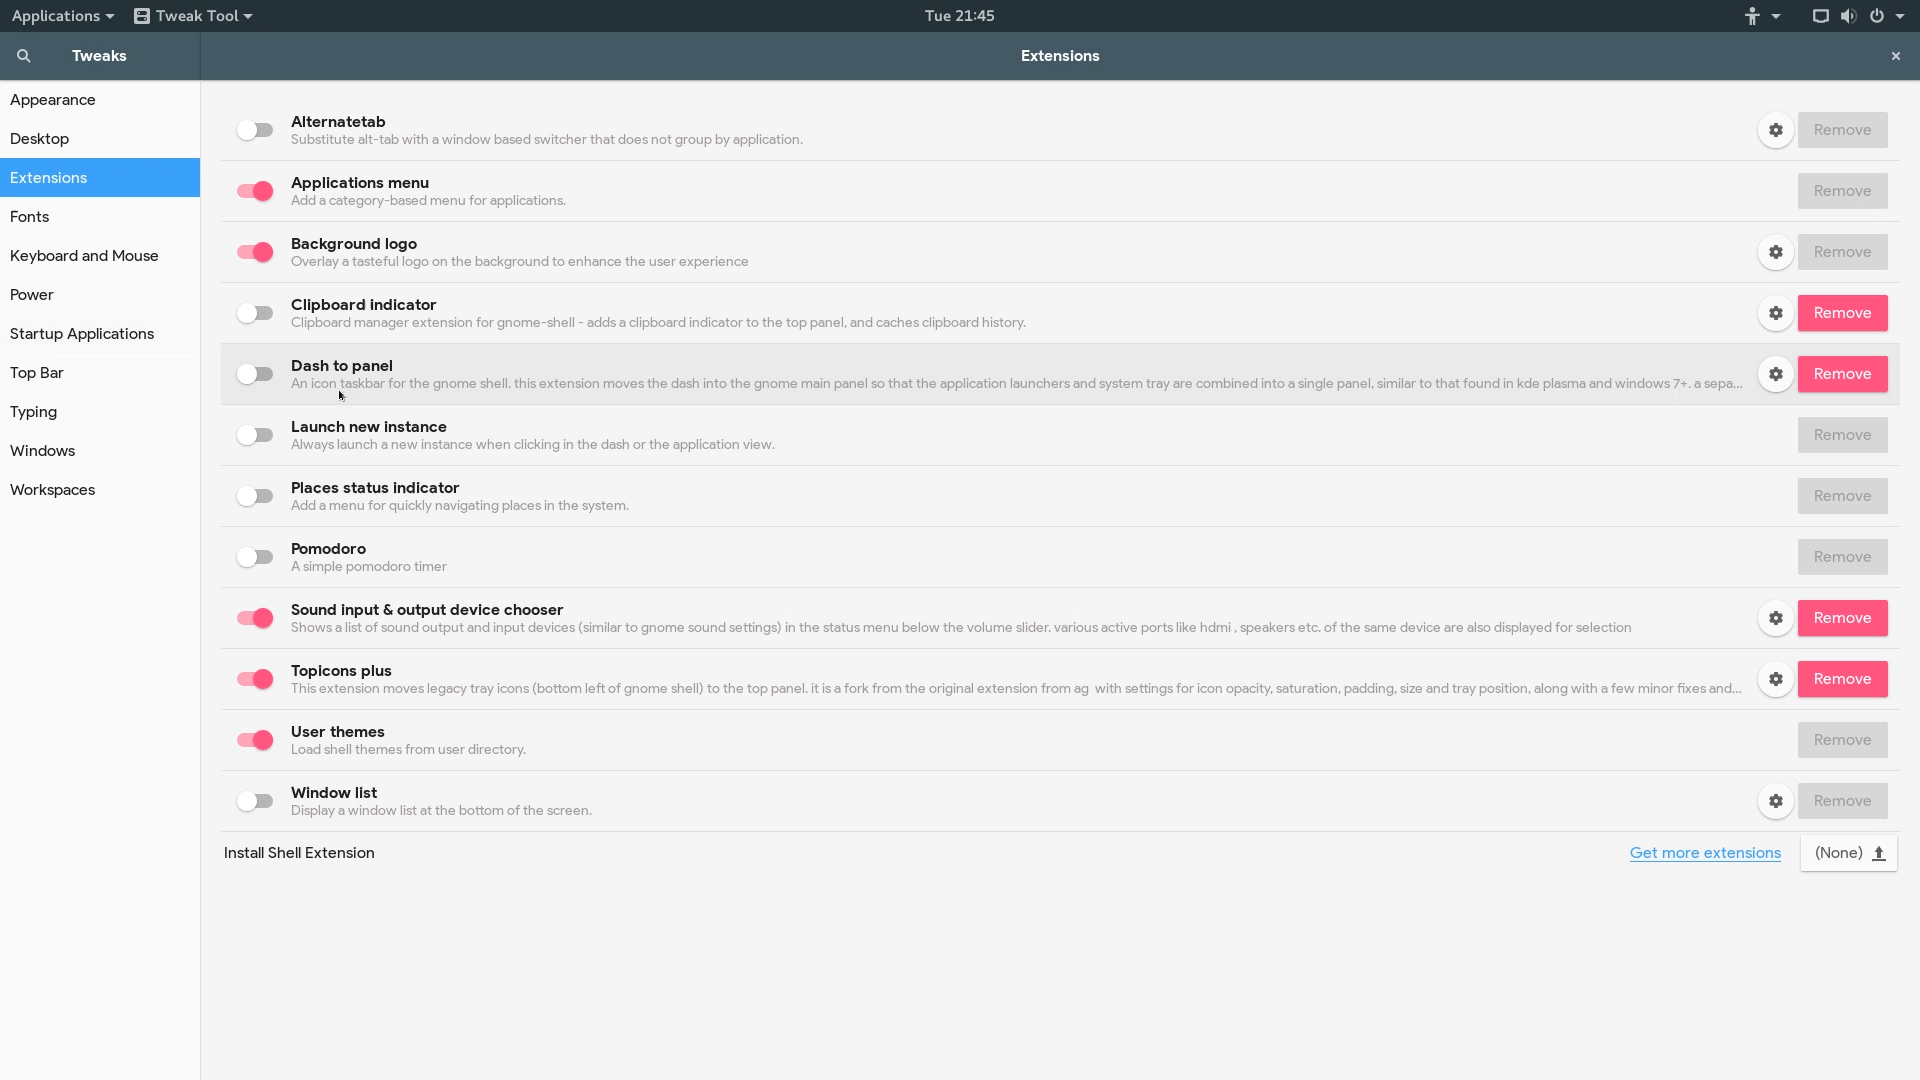 Applications Tweak Tool Tue 21:45
Tweaks Extensions
Appearance
Desktop
Extensions
Fonts
Keyboard and Mouse
Power
Startup Applications
Top Bar
Typing
Windows
Workspaces
Alternatetab
Substitute alt-tab with a window based switcher that does not group by application.
Remove
Applications menu
Add a category-based menu for applications.
Remove
Background logo
Overlay a tasteful logo on the background to enhance the user experience
Remove
Clipboard indicator
Clipboard manager extension for gnome-shell - adds a clipboard indicator to the top panel, and caches clipboard history.
Remove
Dash to panel
An icon taskbar for the gnome shell. this extension moves the dash into the gnome main panel so that the application launchers and system tray are combined into a single panel, similar to that found in kde plasma and windows 7+. a sepa...
Remove
Launch new instance
Always launch a new instance when clicking in the dash or the application view.
Remove
Places status indicator
Add a menu for quickly navigating places in the system.
Remove
Pomodoro
A simple pomodoro timer
Remove
Sound input & output device chooser
Shows a list of sound output and input devices (similar to gnome sound settings) in the status menu below the volume slider. various active ports like hdmi , speakers etc. of the same device are also displayed for selection
Remove
Topicons plus
This extension moves legacy tray icons (bottom left of gnome shell) to the top panel. it is a fork from the original extension from ag  with settings for icon opacity, saturation, padding, size and tray position, along with a few minor fixes and...
Remove
User themes
Load shell themes from user directory.
Remove
Window list
Display a window list at the bottom of the screen.
Remove
Install Shell Extension Get more extensions (None)